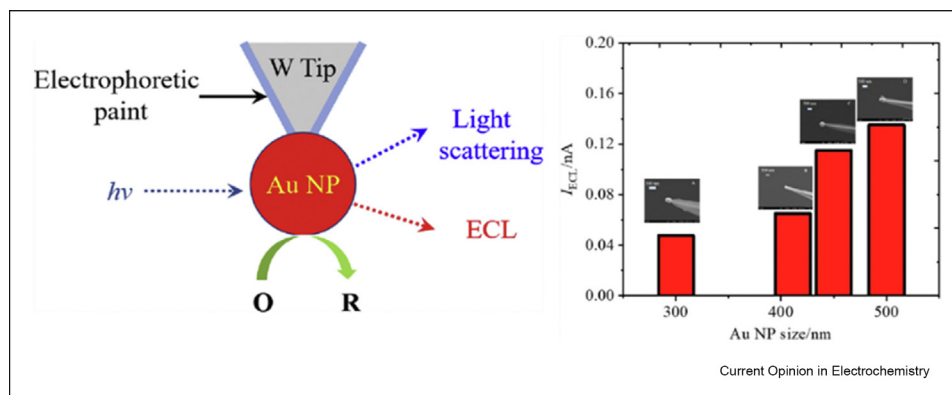 Electrophoretic
paint
W Tip
Au NP
hv
Light
scattering
ECL
O
R
I_ECL/nA
0.20
0.16
0.12
0.08
0.04
0.00
300
400
500
Au NP size/nm
Current Opinion in Electrochemistry